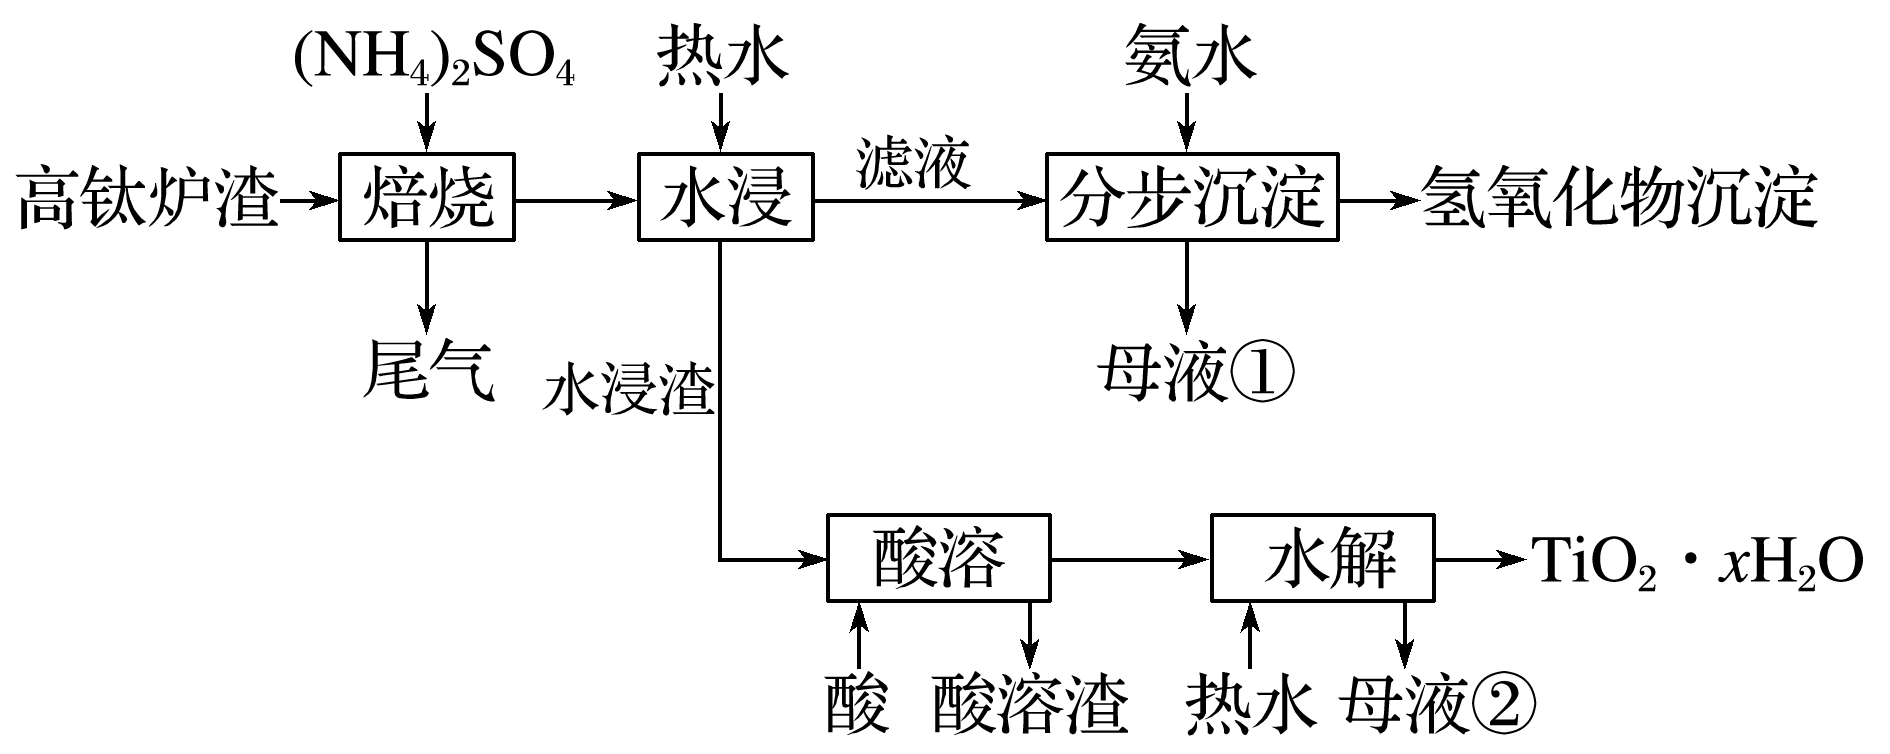 (NH₄)₂SO₄ 热水 氨水
高钛炉渣 焙烧 水浸 滤液 分步沉淀 氢氧化物沉淀
尾气 水浸渣 母液①
酸溶 水解 TiO₂·xH₂O
酸 酸溶渣 热水 母液②